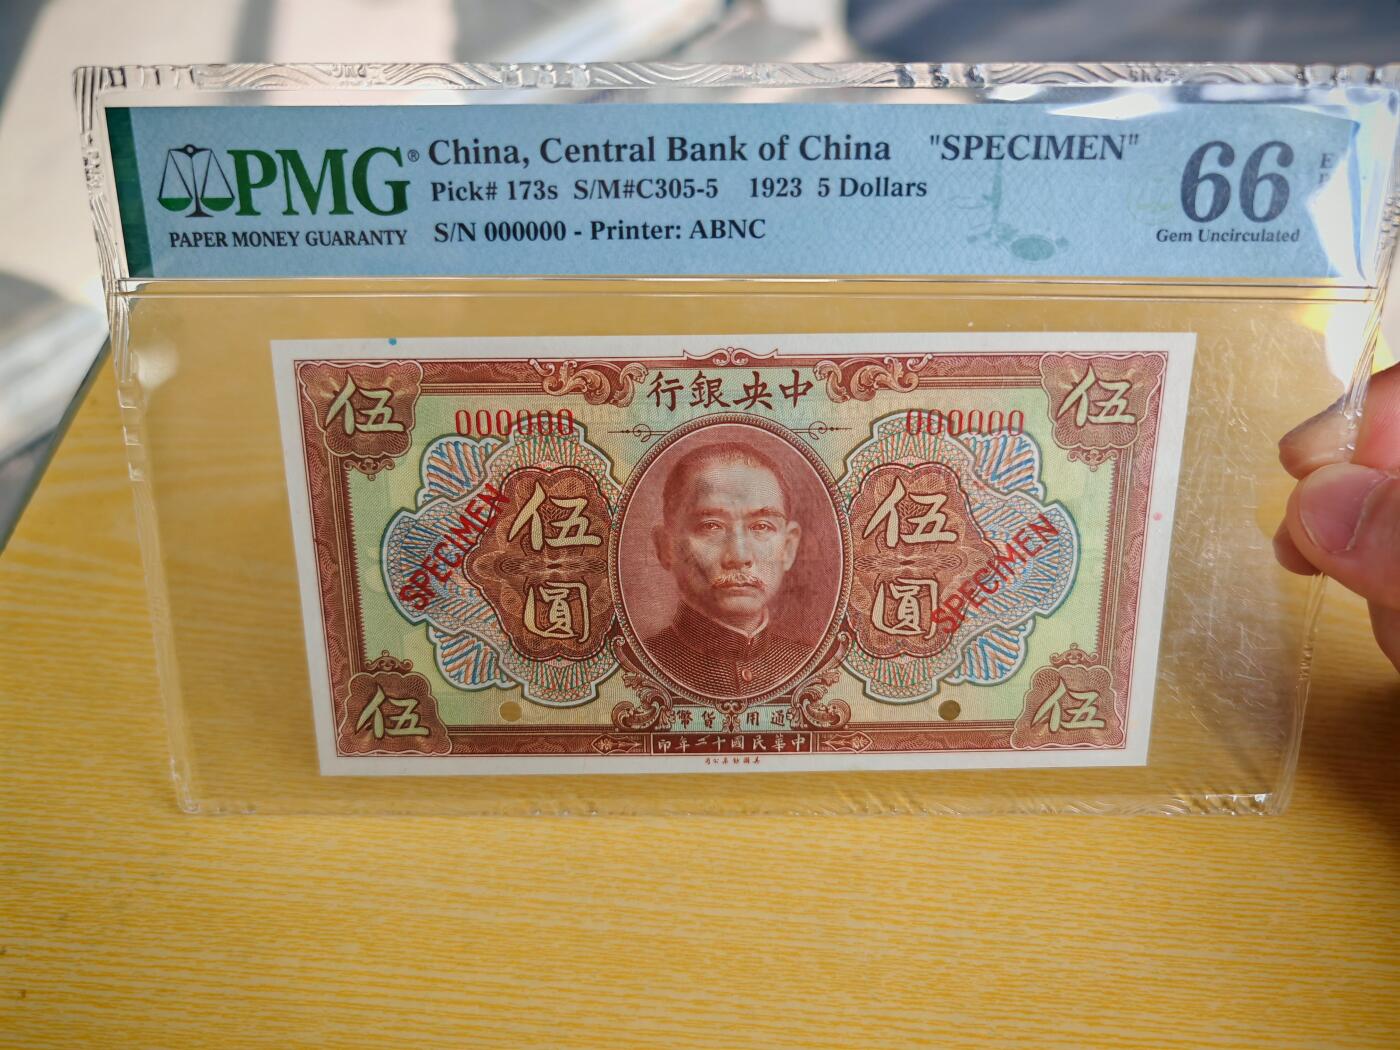 PMG®
PAPER MONEY GUARANTY
China, Central Bank of China "SPECIMEN"
Pick# 173s S/M#C305-5 1923 5 Dollars
S/N 000000 - Printer: ABNC
66 E
Gem Uncirculated
行銀央中
伍
伍
000000
000000
SPECIMEN
伍圓
伍圓
SPECIMEN
伍
伍
幣貨用通
印年二十國民華中